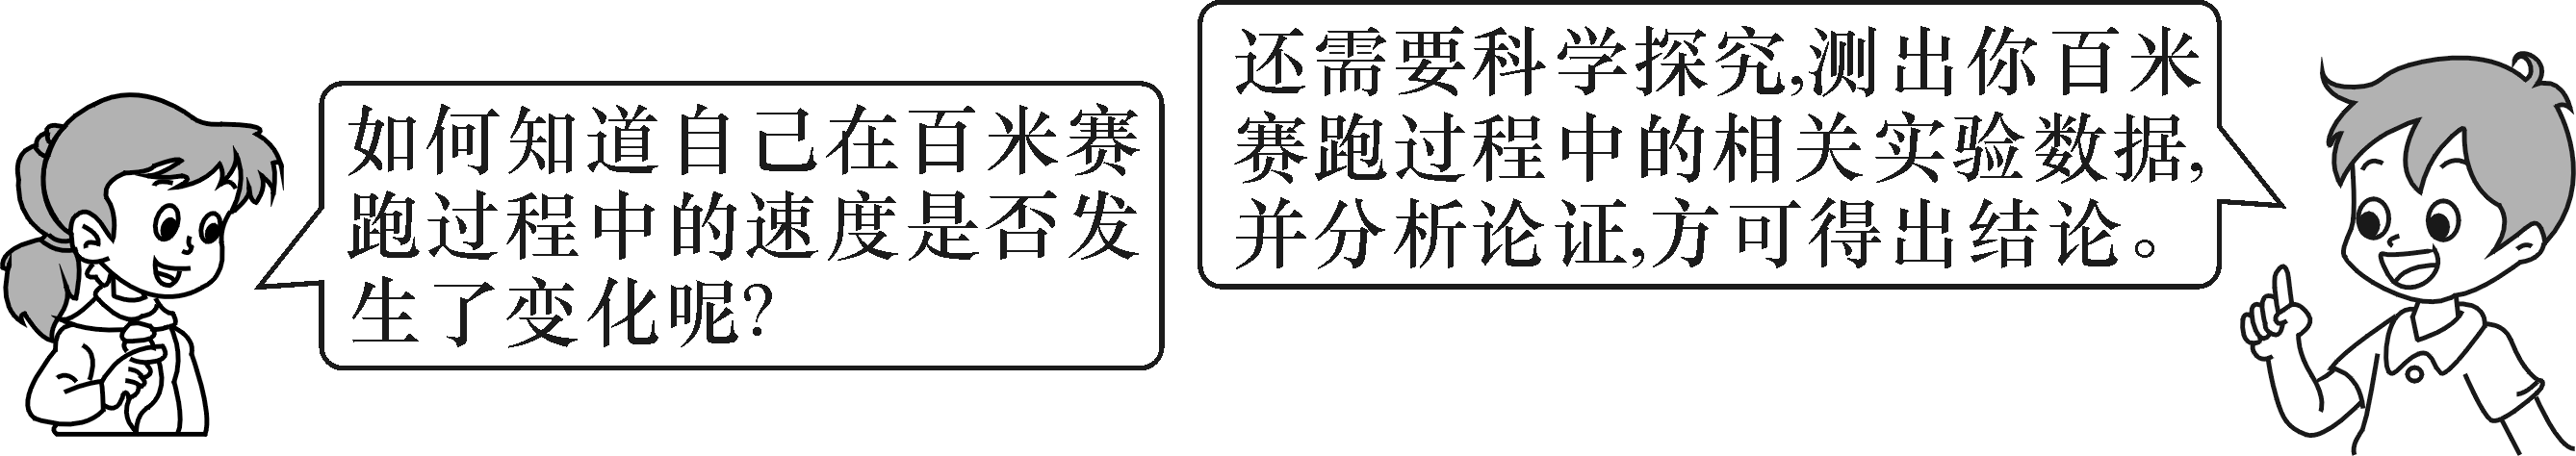 如何知道自己在百米赛
跑过程中的速度是否发
生了变化呢?
还需要科学探究,测出你百米
赛跑过程中的相关实验数据,
并分析论证,方可得出结论。